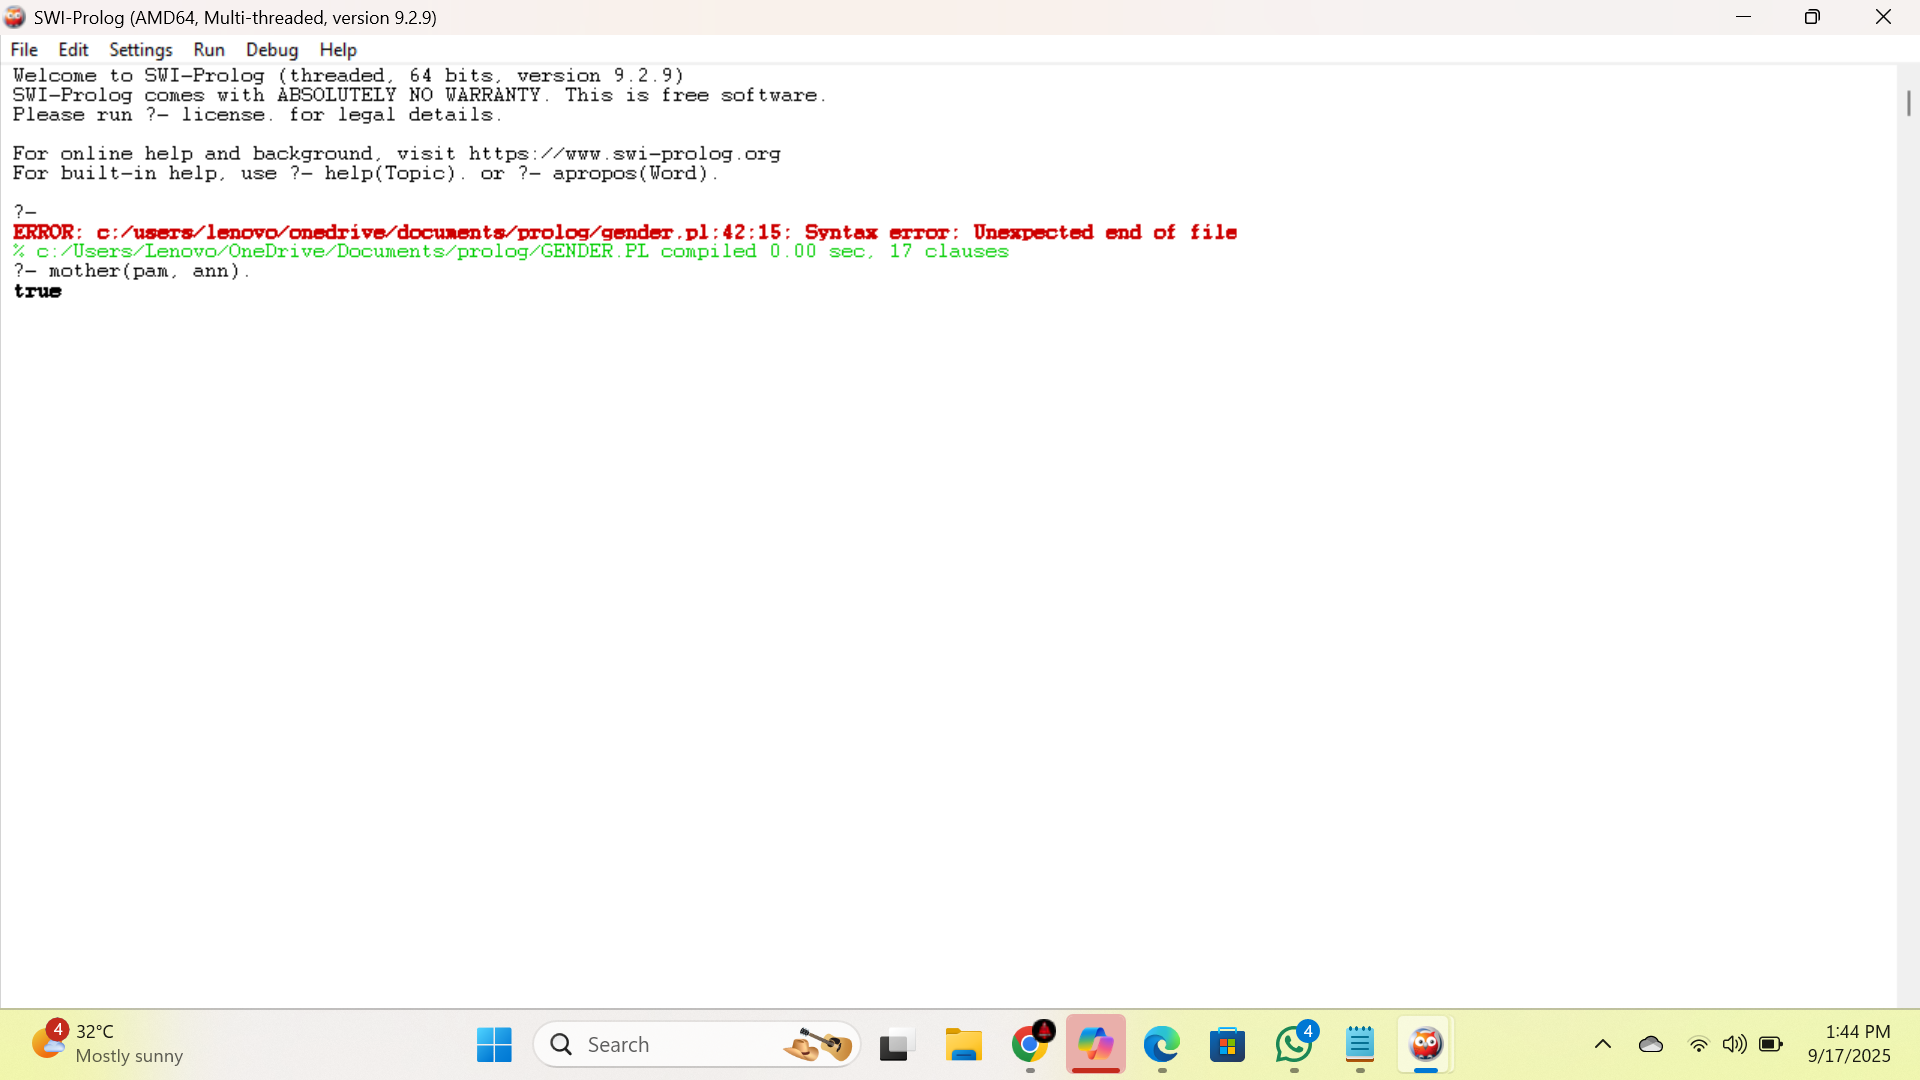 SWI-Prolog (AMD64, Multi-threaded, version 9.2.9)
File Edit Settings Run Debug Help
Welcome to SWI-Prolog (threaded, 64 bits, version 9.2.9)
SWI-Prolog comes with ABSOLUTELY NO WARRANTY. This is free software.
Please run ?- license. for legal details.
For online help and background, visit https://www.swi-prolog.org
For built-in help, use ?- help(Topic). or ?- apropos(Word).
?-
ERROR: c:/users/lenovo/onedrive/documents/prolog/gender.pl:42:15: Syntax error: Unexpected end of file
% c:/Users/Lenovo/OneDrive/Documents/prolog/GENDER.PL compiled 0.00 sec, 17 clauses
?- mother(pam, ann).
true
4
32°C
Mostly sunny
Search
4
1:44 PM
9/17/2025